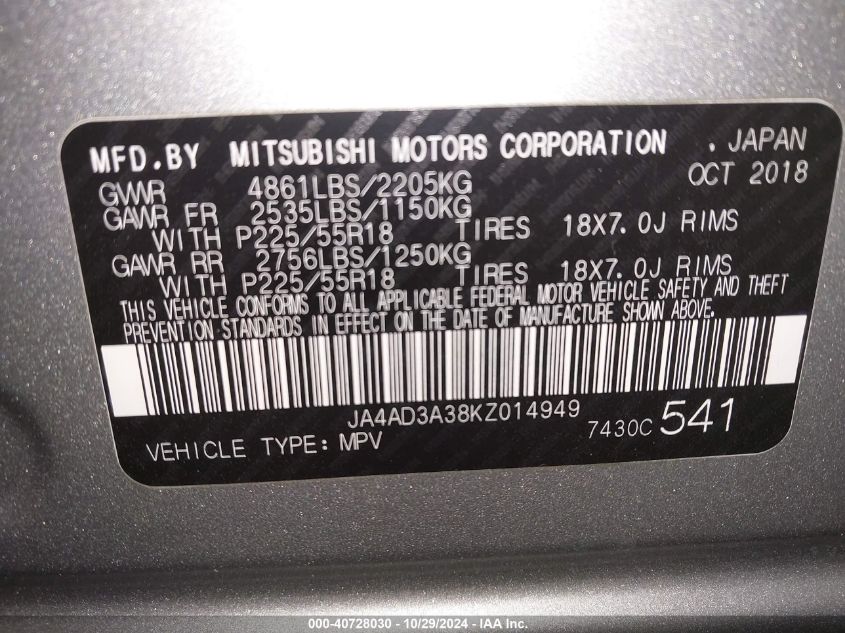 MFD.BY MITSUBISHI MOTORS CORPORATION . JAPAN
GVWR 4861LBS/2205KG OCT 2018
GAWR FR 2535LBS/1150KG
WITH P225/55R18 TIRES 18X7.0J RIMS
GAWR RR 2756LBS/1250KG
WITH P225/55R18 TIRES 18X7.0J RIMS
THIS VEHICLE CONFORMS TO ALL APPLICABLE FEDERAL MOTOR VEHICLE SAFETY AND THEFT
PREVENTION STANDARDS IN EFFECT ON THE DATE OF MANUFACTURE SHOWN ABOVE.
JA4AD3A38KZ014949
VEHICLE TYPE: MPV 7430C 541
000-40728030 - 10/29/2024 - IAA Inc.